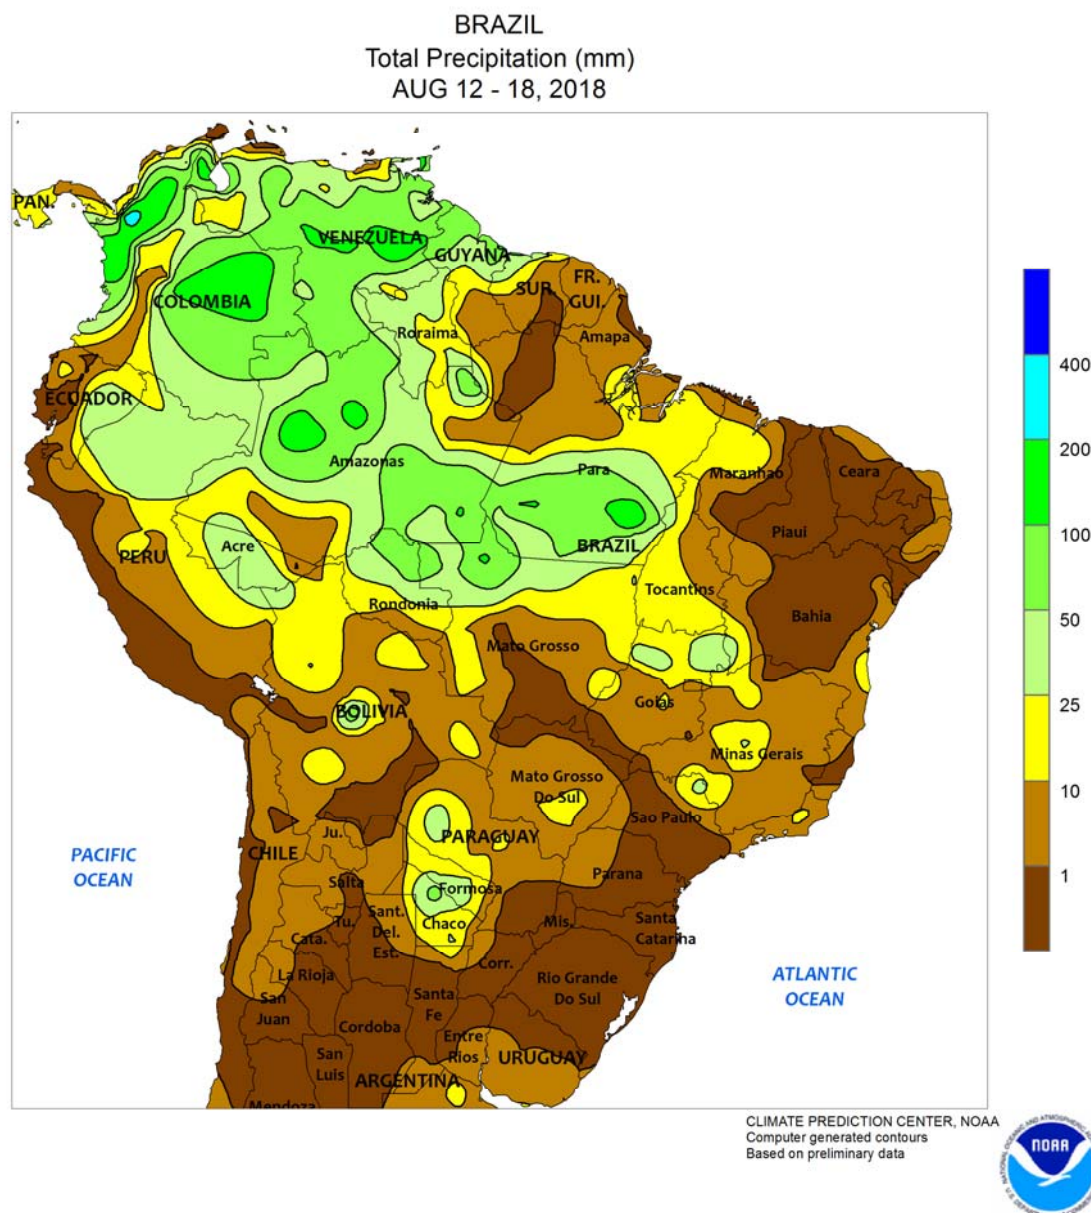 BRAZIL
Total Precipitation (mm)
AUG 12 - 18, 2018
PAN.
VENEZUELA
GUYANA
COLOMBIA
SUR.
FR.
GUI.
Roraima
Amapa
ECUADOR
Amazonas
Para
Maranhao
Ceara
Piaui
PERU
Acre
BRAZIL
Tocantins
Rondonia
Bahia
Mato Grosso
Goias
BOLIVIA
Minas Gerais
Mato Grosso
Do Sul
Sao Paulo
Ju.
PARAGUAY
CHILE
Parana
Salta
Formosa
Sant.
Del.
Est.
Tu.
Chaco
Mis.
Santa
Catarina
Cata.
Corr.
La Rioja
Rio Grande
Do Sul
San
Juan
Santa
Fe
Cordoba
Entre
Rios
URUGUAY
San
Luis
ARGENTINA
Mendoza
PACIFIC
OCEAN
ATLANTIC
OCEAN
400
200
100
50
25
10
1
CLIMATE PREDICTION CENTER, NOAA
Computer generated contours
Based on preliminary data
NOAA